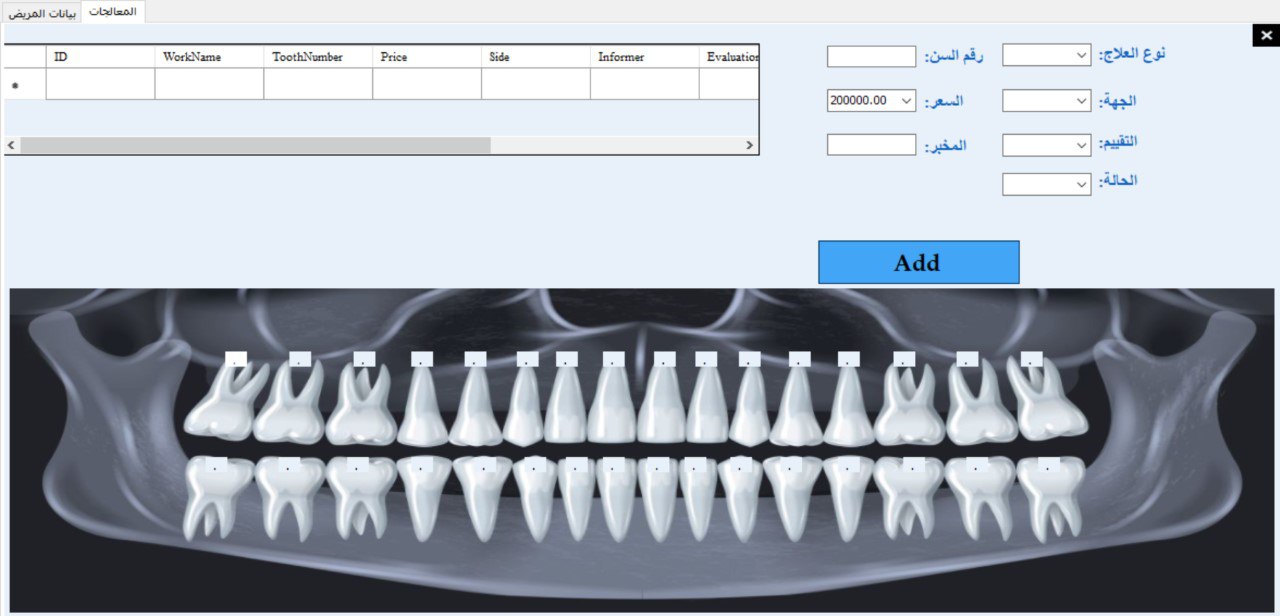 المعالجات
بيانات المريض
نوع العلاج:
رقم السن:
الجهة:
السعر:
200000.00
التقييم:
المخبر:
الحالة:
ID WorkName ToothNumber Price Side Informer Evaluation
Add